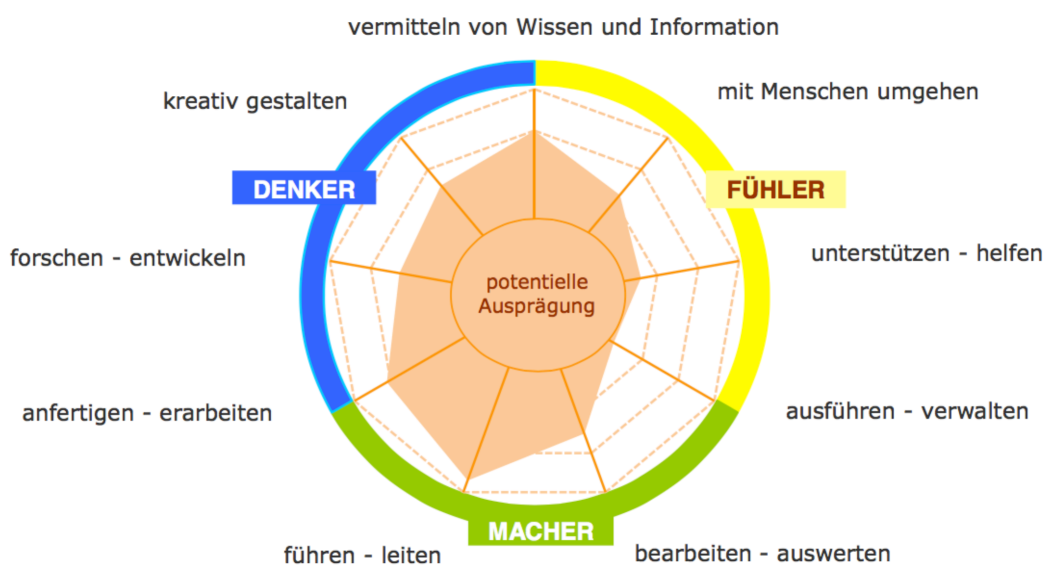 vermitteln von Wissen und Information
kreativ gestalten
mit Menschen umgehen
DENKER
FÜHLER
forschen - entwickeln
unterstützen - helfen
potentielle
Ausprägung
anfertigen - erarbeiten
ausführen - verwalten
MACHER
führen - leiten
bearbeiten - auswerten